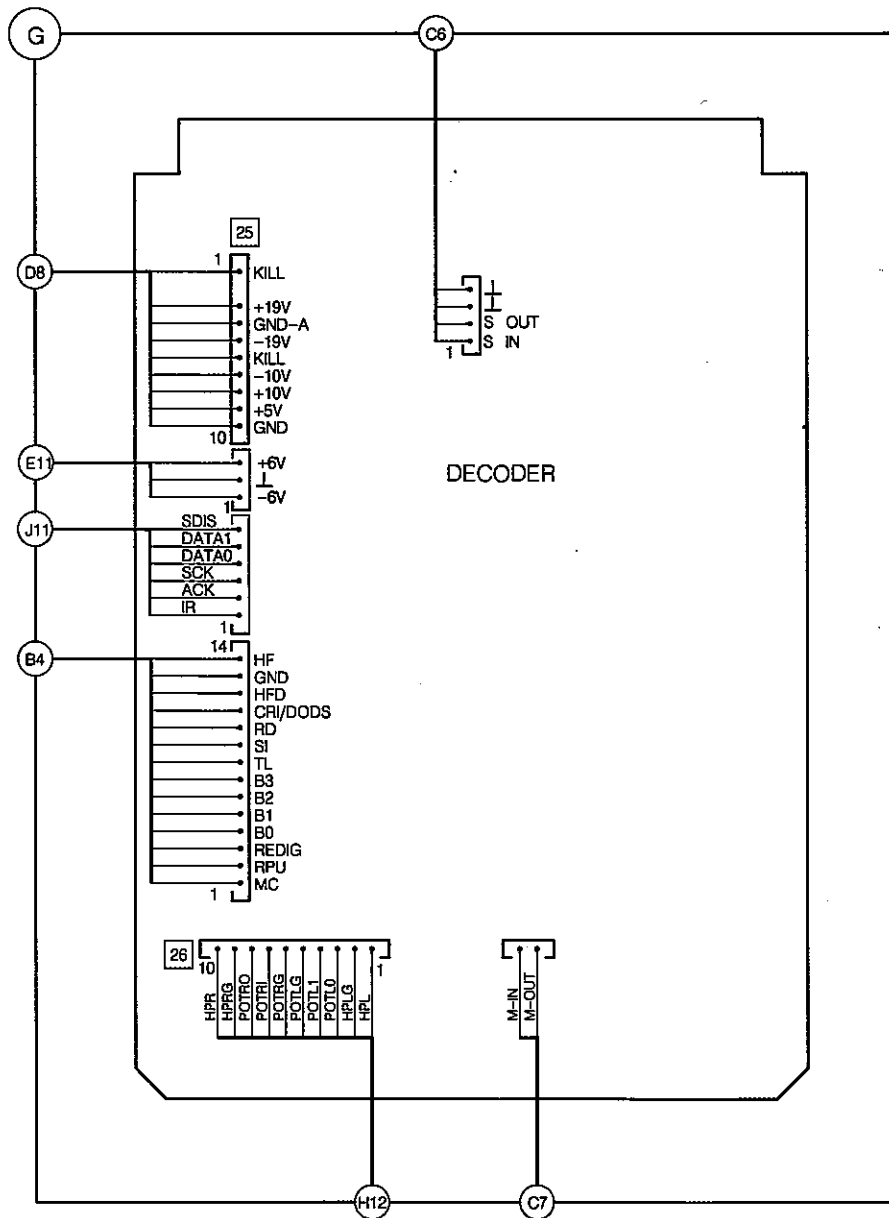 G
C6
25
1
D8
KILL
+19V
GND-A
-19V
KILL
-10V
+10V
+5V
10
GND
S OUT
1
S IN
E11
+6V
1
-6V
DECODER
J11
SDIS
DATA1
DATA0
SCK
ACK
IR
1
B4
14
HF
GND
HFD
CRI/DODS
RD
SI
TL
B3
B2
B1
B0
REDIG
RPU
1
MC
26
10
1
HPR
HPRG
POTRO
POTRI
POTRG
POTLG
POTL1
POTL0
HPLG
HPL
M-IN
M-OUT
H12
C7